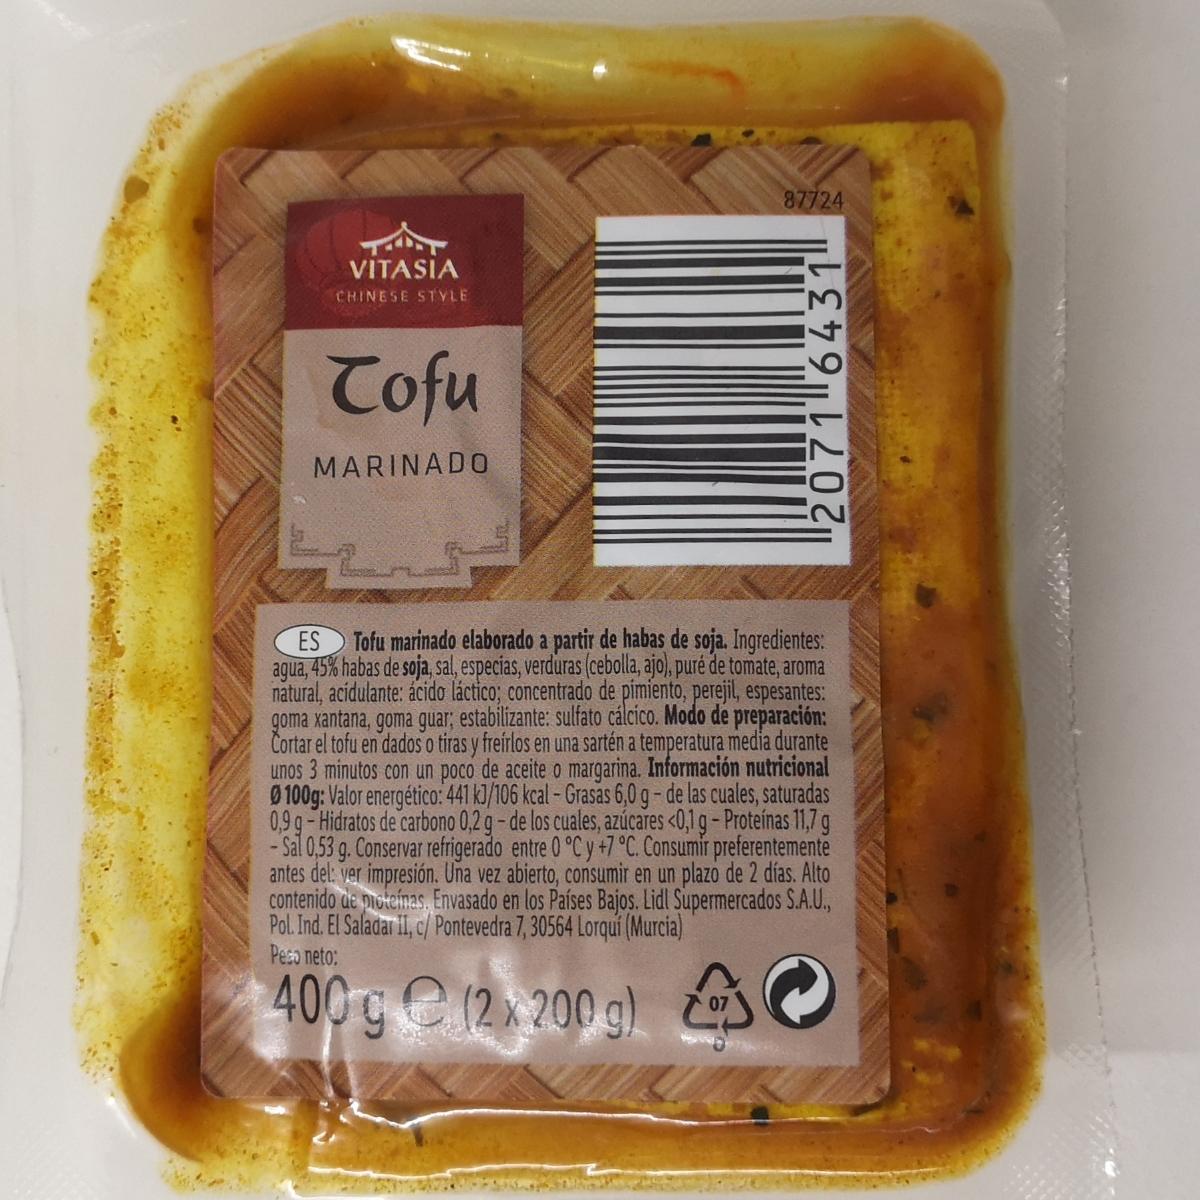 87724
VITASIA
CHINESE STYLE
Tofu
MARINADO
2071 6431
ES Tofu marinado elaborado a partir de habas de soja. Ingredientes:
agua, 45% habas de soja, sal, especias, verduras (cebolla, ajo), puré de tomate, aroma
natural, acidulante: ácido láctico; concentrado de pimiento, perejil, espesantes:
goma xantana, goma guar; estabilizante: sulfato cálcico. Modo de preparación:
Cortar el tofu en dados o tiras y freírlos en una sartén a temperatura media durante
unos 3 minutos con un poco de aceite o margarina. Información nutricional
Ø 100g: Valor energético: 441 kJ/106 kcal – Grasas 6,0 g – de las cuales, saturadas
0,9 g – Hidratos de carbono 0,2 g – de los cuales, azúcares <0,1 g – Proteínas 11,7 g
– Sal 0,53 g. Conservar refrigerado entre 0 °C y +7 °C. Consumir preferentemente
antes del: ver impresión. Una vez abierto, consumir en un plazo de 2 días. Alto
contenido de proteínas. Envasado en los Países Bajos. Lidl Supermercados S.A.U.,
Pol. Ind. El Saladar II, c/ Pontevedra 7, 30564 Lorquí (Murcia)
Peso neto:
400 g e (2 x 200 g)
07